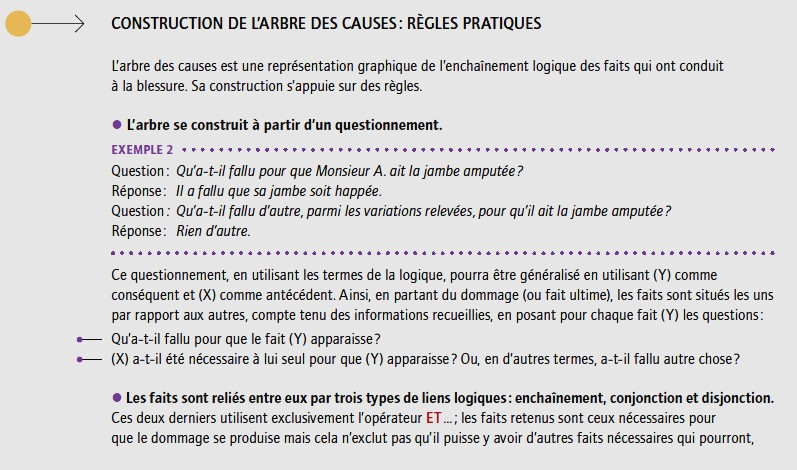 CONSTRUCTION DE L'ARBRE DES CAUSES : RÈGLES PRATIQUES
L'arbre des causes est une représentation graphique de l'enchaînement logique des faits qui ont conduit
à la blessure. Sa construction s'appuie sur des règles.
● L'arbre se construit à partir d'un questionnement.
EXEMPLE 2
Question : Qu'a-t-il fallu pour que Monsieur A. ait la jambe amputée ?
Réponse : Il a fallu que sa jambe soit happée.
Question : Qu'a-t-il fallu d'autre, parmi les variations relevées, pour qu'il ait la jambe amputée ?
Réponse : Rien d'autre.
Ce questionnement, en utilisant les termes de la logique, pourra être généralisé en utilisant (Y) comme
conséquent et (X) comme antécédent. Ainsi, en partant du dommage (ou fait ultime), les faits sont situés les uns
par rapport aux autres, compte tenu des informations recueillies, en posant pour chaque fait (Y) les questions :
Qu'a-t-il fallu pour que le fait (Y) apparaisse ?
(X) a-t-il été nécessaire à lui seul pour que (Y) apparaisse ? Ou, en d'autres termes, a-t-il fallu autre chose ?
● Les faits sont reliés entre eux par trois types de liens logiques : enchaînement, conjonction et disjonction.
Ces deux derniers utilisent exclusivement l'opérateur ET... ; les faits retenus sont ceux nécessaires pour
que le dommage se produise mais cela n'exclut pas qu'il puisse y avoir d'autres faits nécessaires qui pourront,